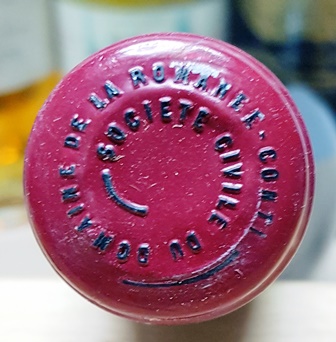 SOCIETE CIVILE DU DOMAINE DE LA ROMANEE-CONTI